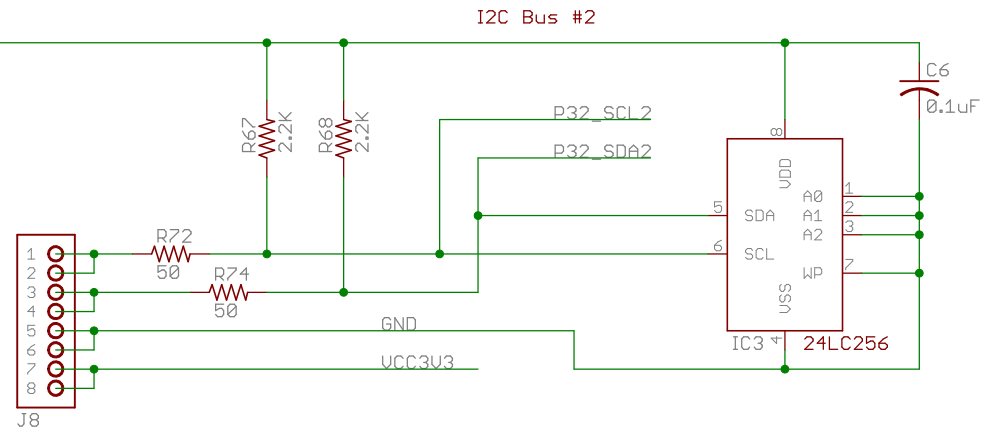 I2C Bus #2
C6
0.1uF
R67
2.2K
R68
2.2K
P32_SCL2
P32_SDA2
8
VDD
5
SDA
6
SCL
A0
1
A1
2
A2
3
WP
7
VSS
4
IC3
24LC256
R72
50
R74
50
1
2
3
4
5
6
7
8
GND
VCC3V3
J8